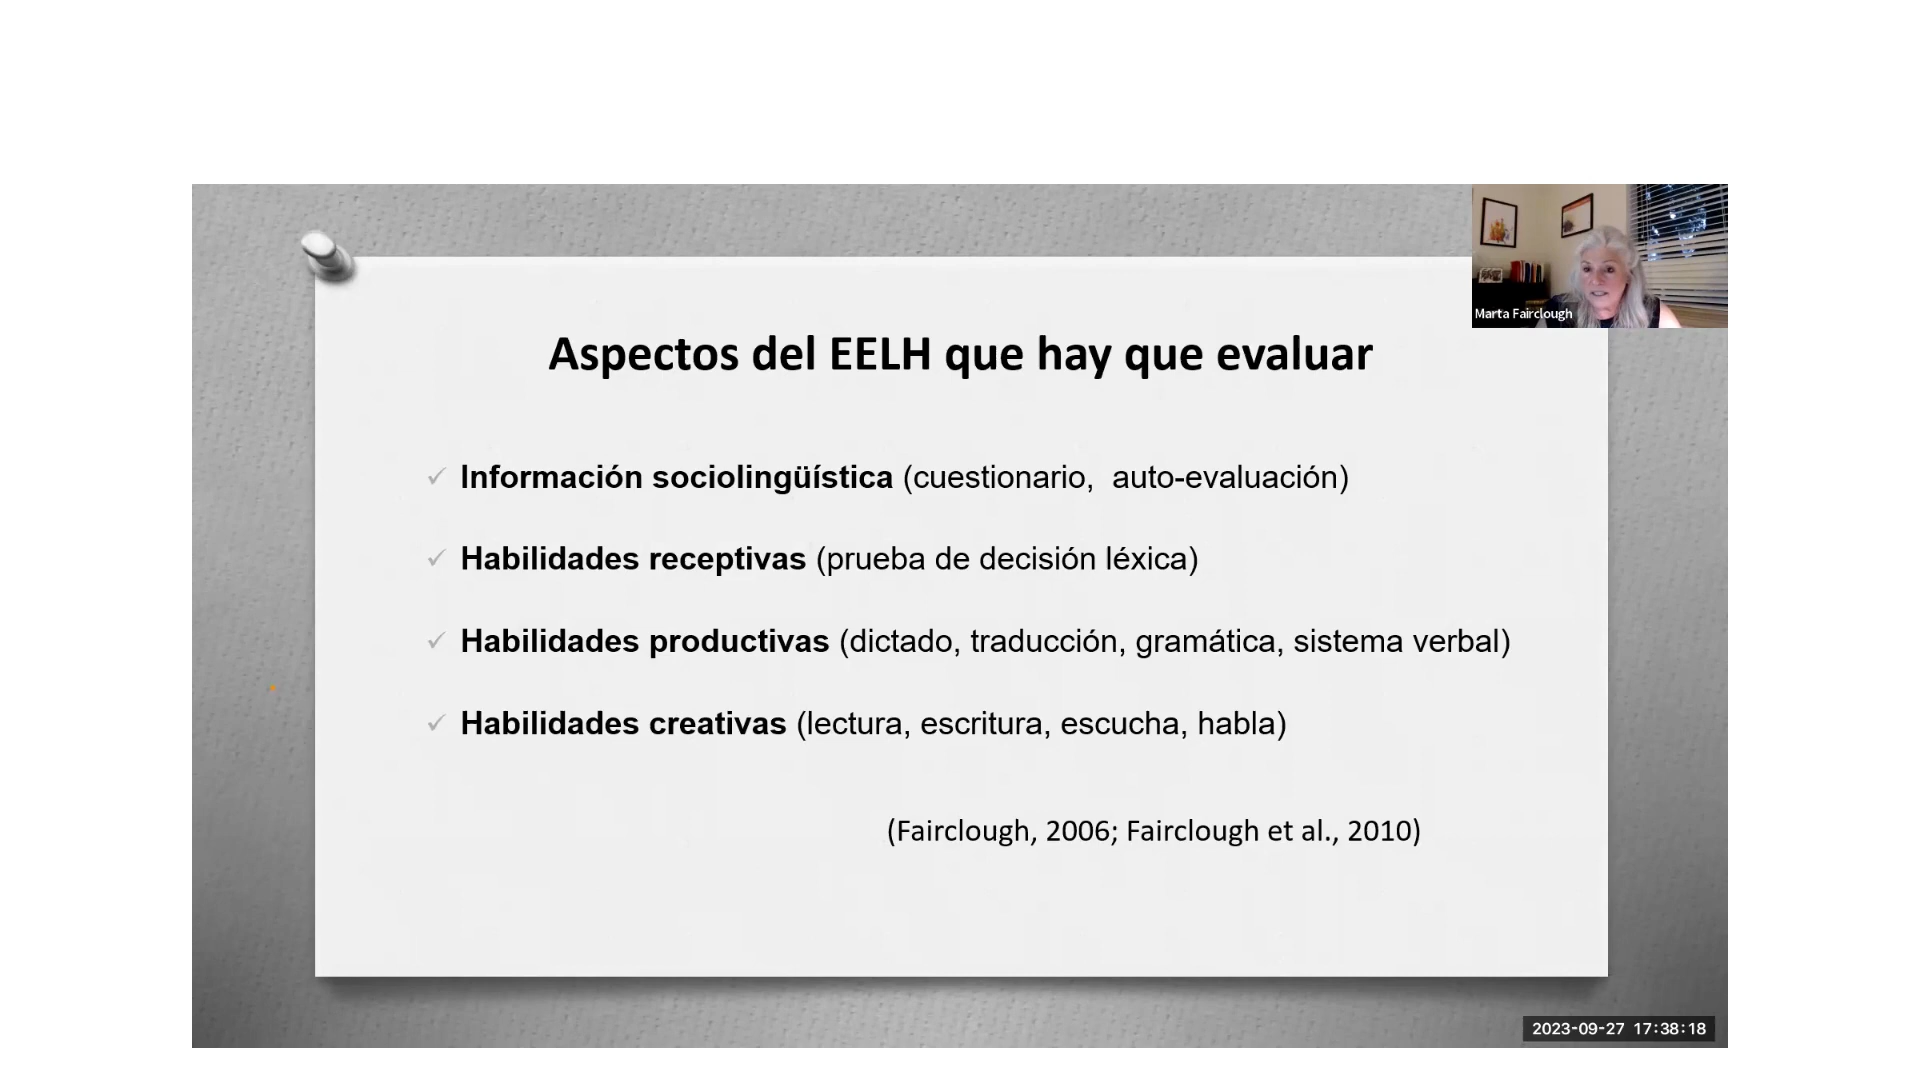 Marta Fairclough
Aspectos del EELH que hay que evaluar
Información sociolingüística (cuestionario,  auto-evaluación)
Habilidades receptivas (prueba de decisión léxica)
Habilidades productivas (dictado, traducción, gramática, sistema verbal)
Habilidades creativas (lectura, escritura, escucha, habla)
(Fairclough, 2006; Fairclough et al., 2010)
2023-09-27 17:38:18